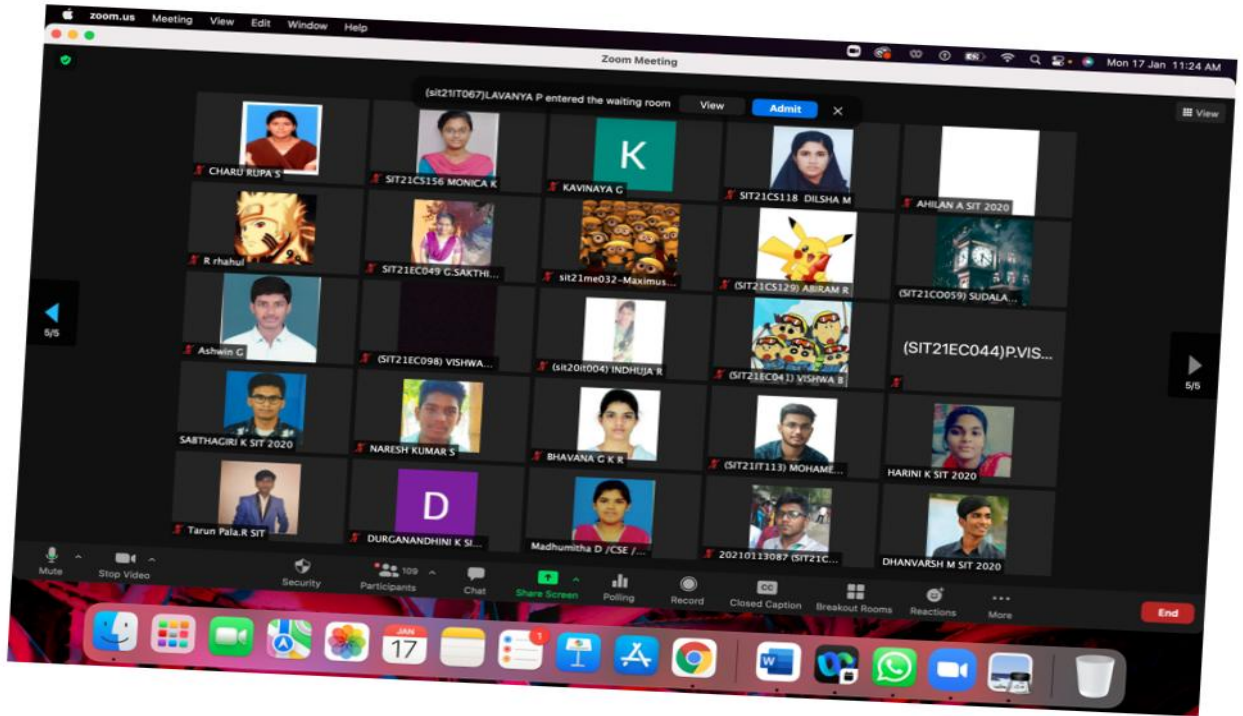 zoom.us Meeting View Edit Window Help
Mon 17 Jan 11:24 AM
Zoom Meeting
(sit21IT067)LAVANYA P entered the waiting room View Admit
View
K
CHARU RUPA S
SIT21CS156 MONICA K
KAVINAYA G
SIT21CS118 DILSHA M
AHILAN A SIT 2020
R rhahul
SIT21EC049 G.SAKTHI...
sit21me032-Maximus...
(SIT21CS129) ABIRAM R
(SIT21CO059) SUDALA...
5/5
(SIT21EC044)P.VIS...
5/5
Ashwin G
(SIT21EC098) VISHWA...
(sit20it004) INDHUJA R
(SIT21EC041) VISHWA B
SABTHAGIRI K SIT 2020
NARESH KUMAR S
BHAVANA G K R
(SIT21IT113) MOHAME...
HARINI K SIT 2020
D
Tarun Pala.R SIT
DURGANANDHINI K SI...
Madhumitha D /CSE /...
20210113087 (SIT21C...
DHANVARSH M SIT 2020
Mute
Stop Video
Security
Participants 109
Chat
Share Screen
Polling
Record
CC
Closed Caption
Breakout Rooms
Reactions
More
End
JAN
17
1
W